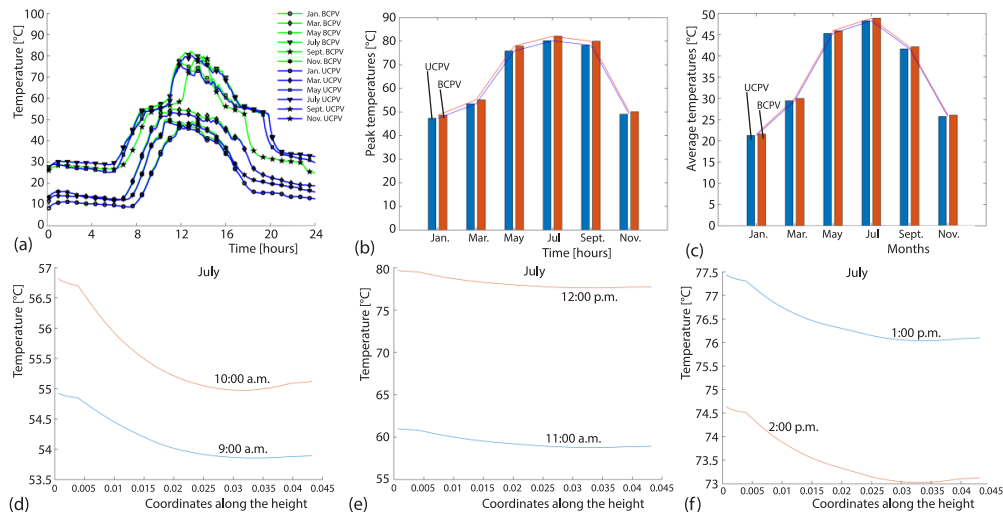 Temperature [°C]
100
90
80
70
60
50
40
30
20
10
0
0 4 8 12 16 20 24
Time [hours]
(a)
Jan. BCPV
Mar. BCPV
May BCPV
July BCPV
Sept. BCPV
Nov. BCPV
Jan. UCPV
Mar. UCPV
May UCPV
July UCPV
Sept. UCPV
Nov. UCPV
Peak temperatures [°C]
90
80
70
60
50
40
30
20
10
0
UCPV
BCPV
Jan. Mar. May Jul Sept. Nov.
Time [hours]
(b)
Average temperatures [°C]
50
45
40
35
30
25
20
15
10
5
0
UCPV
BCPV
Jan. Mar. May Jul Sept. Nov.
Months
(c)
July
Temperature [°C]
57
56.5
56
55.5
55
54.5
54
53.5
10:00 a.m.
9:00 a.m.
0 0.005 0.01 0.015 0.02 0.025 0.03 0.035 0.04 0.045
Coordinates along the height
(d)
July
Temperature [°C]
80
75
70
65
60
55
12:00 p.m.
11:00 a.m.
0 0.005 0.01 0.015 0.02 0.025 0.03 0.035 0.04 0.045
Coordinates along the height
(e)
July
Temperature [°C]
77.5
77
76.5
76
75.5
75
74.5
74
73.5
73
1:00 p.m.
2:00 p.m.
0 0.005 0.01 0.015 0.02 0.025 0.03 0.035 0.04 0.045
Coordinates along the height
(f)